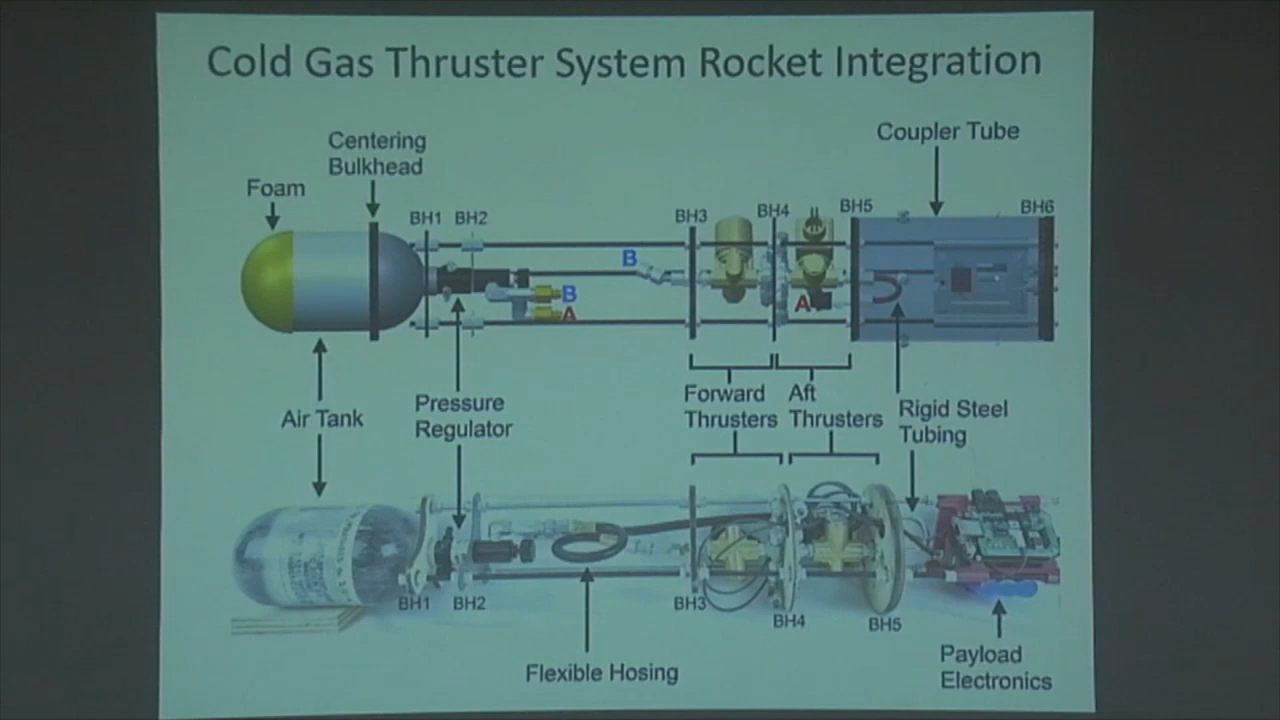 Cold Gas Thruster System Rocket Integration
Coupler Tube
Centering
Bulkhead
Foam
BH1
BH2
BH3
BH4
BH5
BH6
B
B
A
A
Air Tank
Pressure
Regulator
Forward
Thrusters
Aft
Thrusters
Rigid Steel
Tubing
BH1
BH2
BH3
BH4
BH5
Flexible Hosing
Payload
Electronics